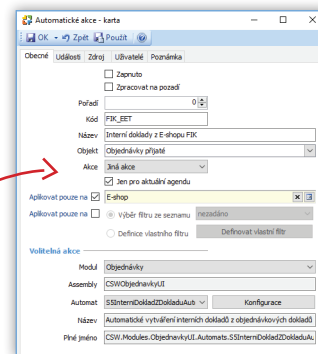 Automatické akce - karta
OK Zpět Použít
Obecné Události Zdroj Uživatelé Poznámka
Zapnuto
Zpracovat na pozadí
Pořadí 0
Kód FIK_EET
Název Interní doklady z E-shopu FIK
Objekt Objednávky přijaté
Akce Jiná akce
Jen pro aktuální agendu
Aplikovat pouze na E-shop
Aplikovat pouze na Výběr filtru ze seznamu nezadáno
Definice vlastního filtru Definovat vlastní filtr
Volitelná akce
Modul Objednávky
Assembly CSWObjednavkyUI
Automat S5InterniDokladZDokladuAut Konfigurace
Název Automatické vytváření interních dokladů z objednávkových dokladů
Plné jméno CSW.Modules.ObjednavkyUI.Automats.S5InterniDokladZDokladuAu